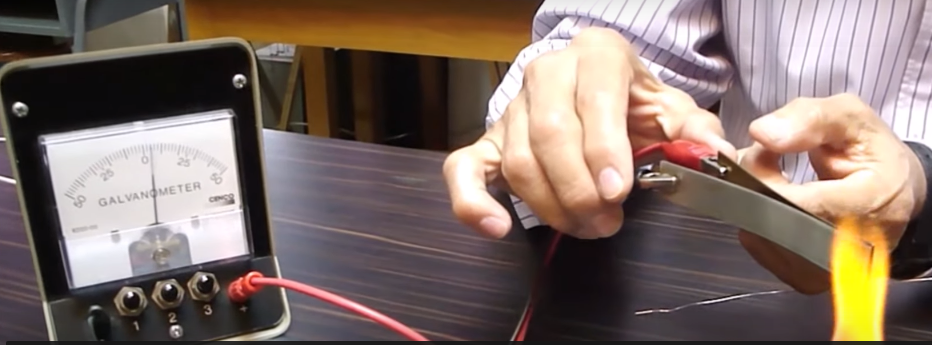 50 25 0 25 50
GALVANOMETER
CENCO
1 2 3 +